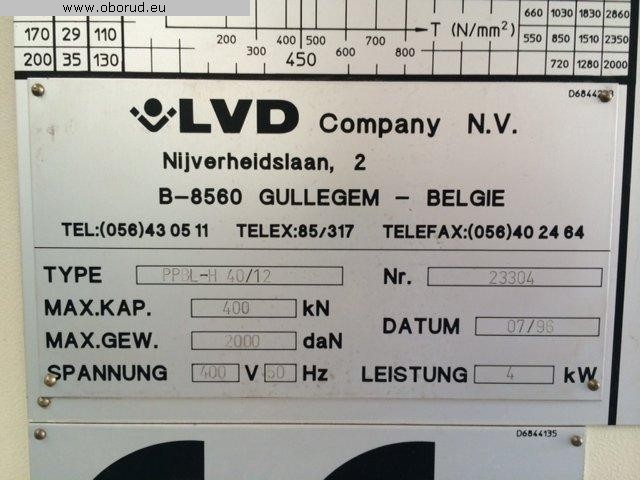 www.oborud.eu
660 1030 1830 2860
170 29 110 T (N/mm²) 550 850 1510 2350
200 300 400 500 600 700 800
200 35 130 450 720 1280 2000
D6844
LVD Company N.V.
Nijverheidslaan, 2
B-8560 GULLEGEM - BELGIE
TEL:(056)43 05 11 TELEX:85/317 TELEFAX:(056)40 24 64
TYPE PPBL-H 40/12 Nr. 23304
MAX.KAP. 400 kN
MAX.GEW. 2000 daN DATUM 07/96
SPANNUNG 400 V 50 Hz LEISTUNG 4 kW
D6844135